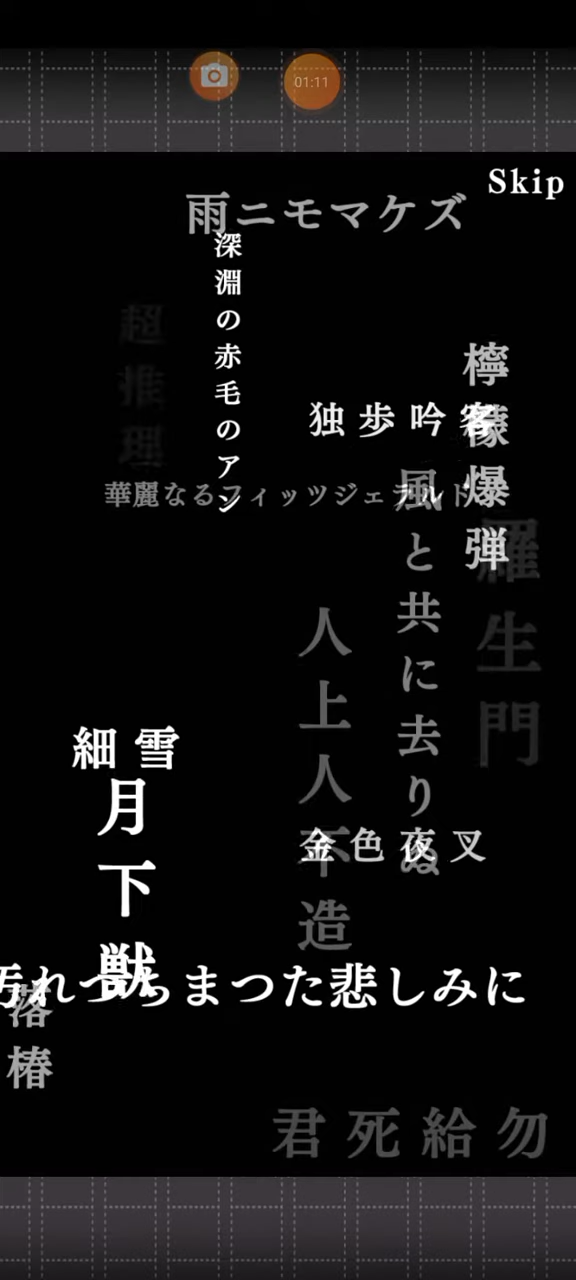 01:11
Skip
雨ニモマケズ
深淵の赤毛のアン
超推理
檸檬爆弾
独歩吟客
華麗なるフィッツジェラルド
風と共に去りぬ
羅生門
人上人不造
細雪
月下獣
金色夜叉
汚れつちまつた悲しみに
落椿
君死給勿